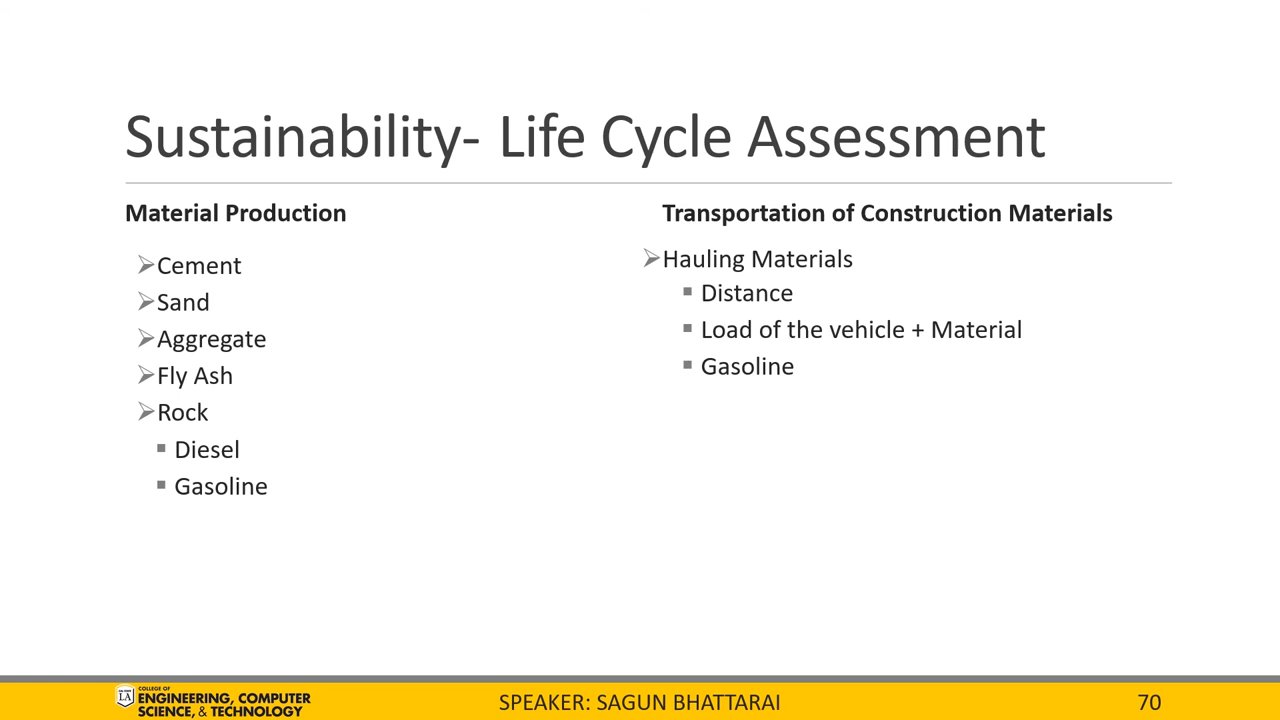 Sustainability- Life Cycle Assessment
Material Production
Cement
Sand
Aggregate
Fly Ash
Rock
Diesel
Gasoline
Transportation of Construction Materials
Hauling Materials
Distance
Load of the vehicle + Material
Gasoline
LA
COLLEGE OF
ENGINEERING, COMPUTER
SCIENCE, & TECHNOLOGY
SPEAKER: SAGUN BHATTARAI
70